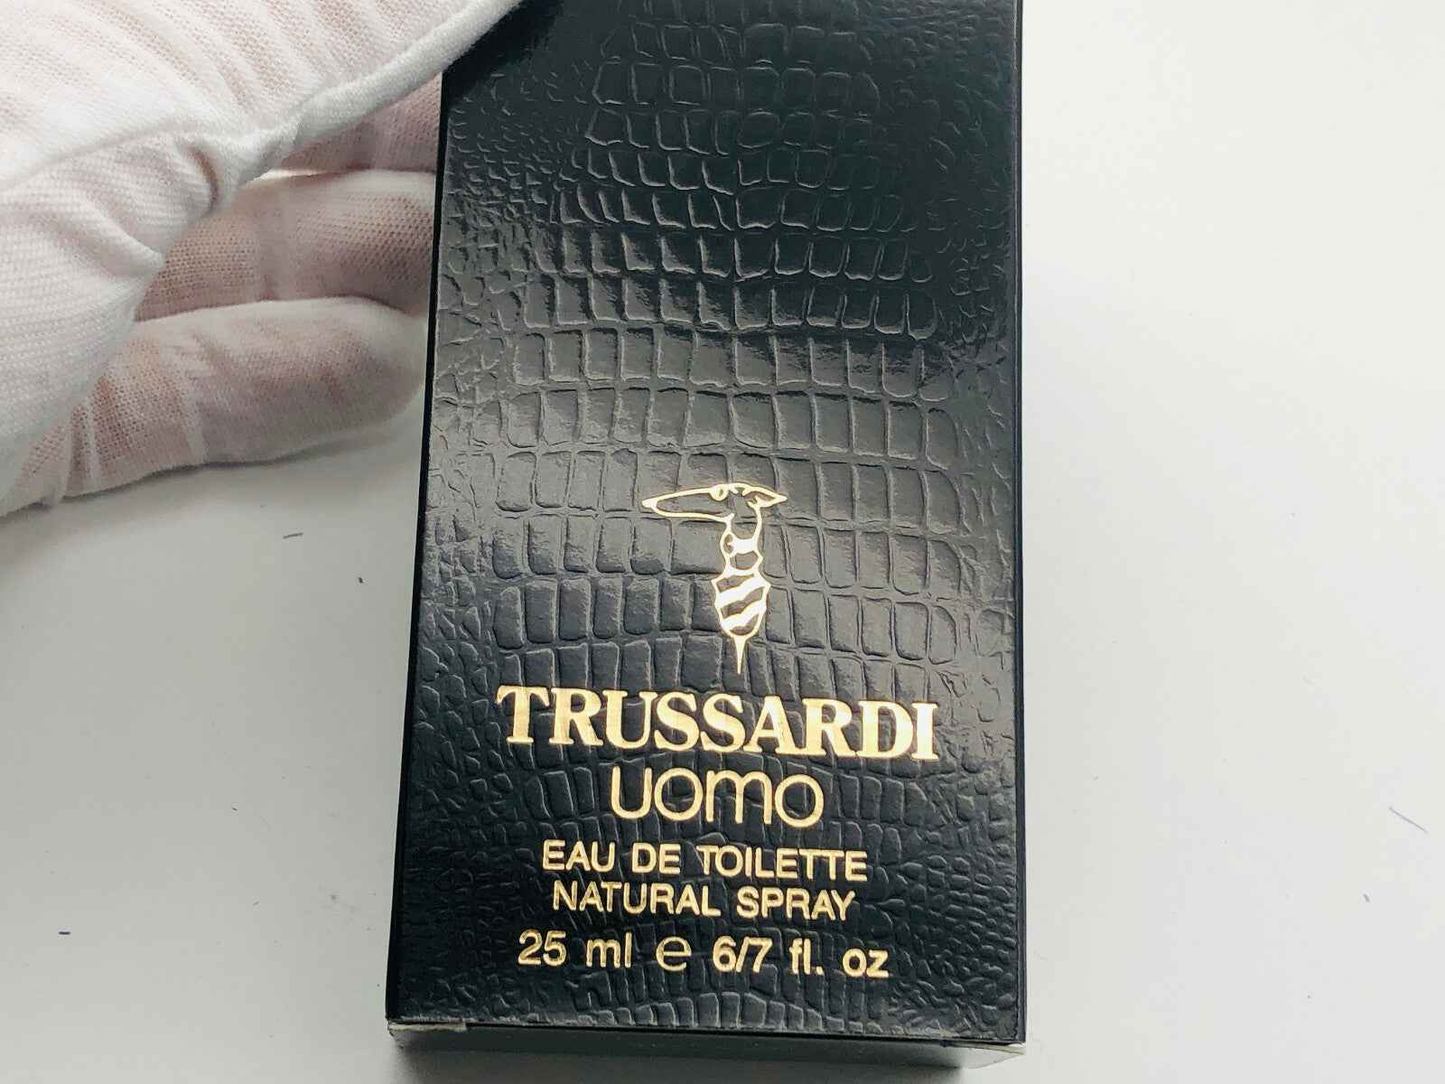 TRUSSARDI
uomo
EAU DE TOILETTE
NATURAL SPRAY
25 ml ℮ 6/7 fl. oz